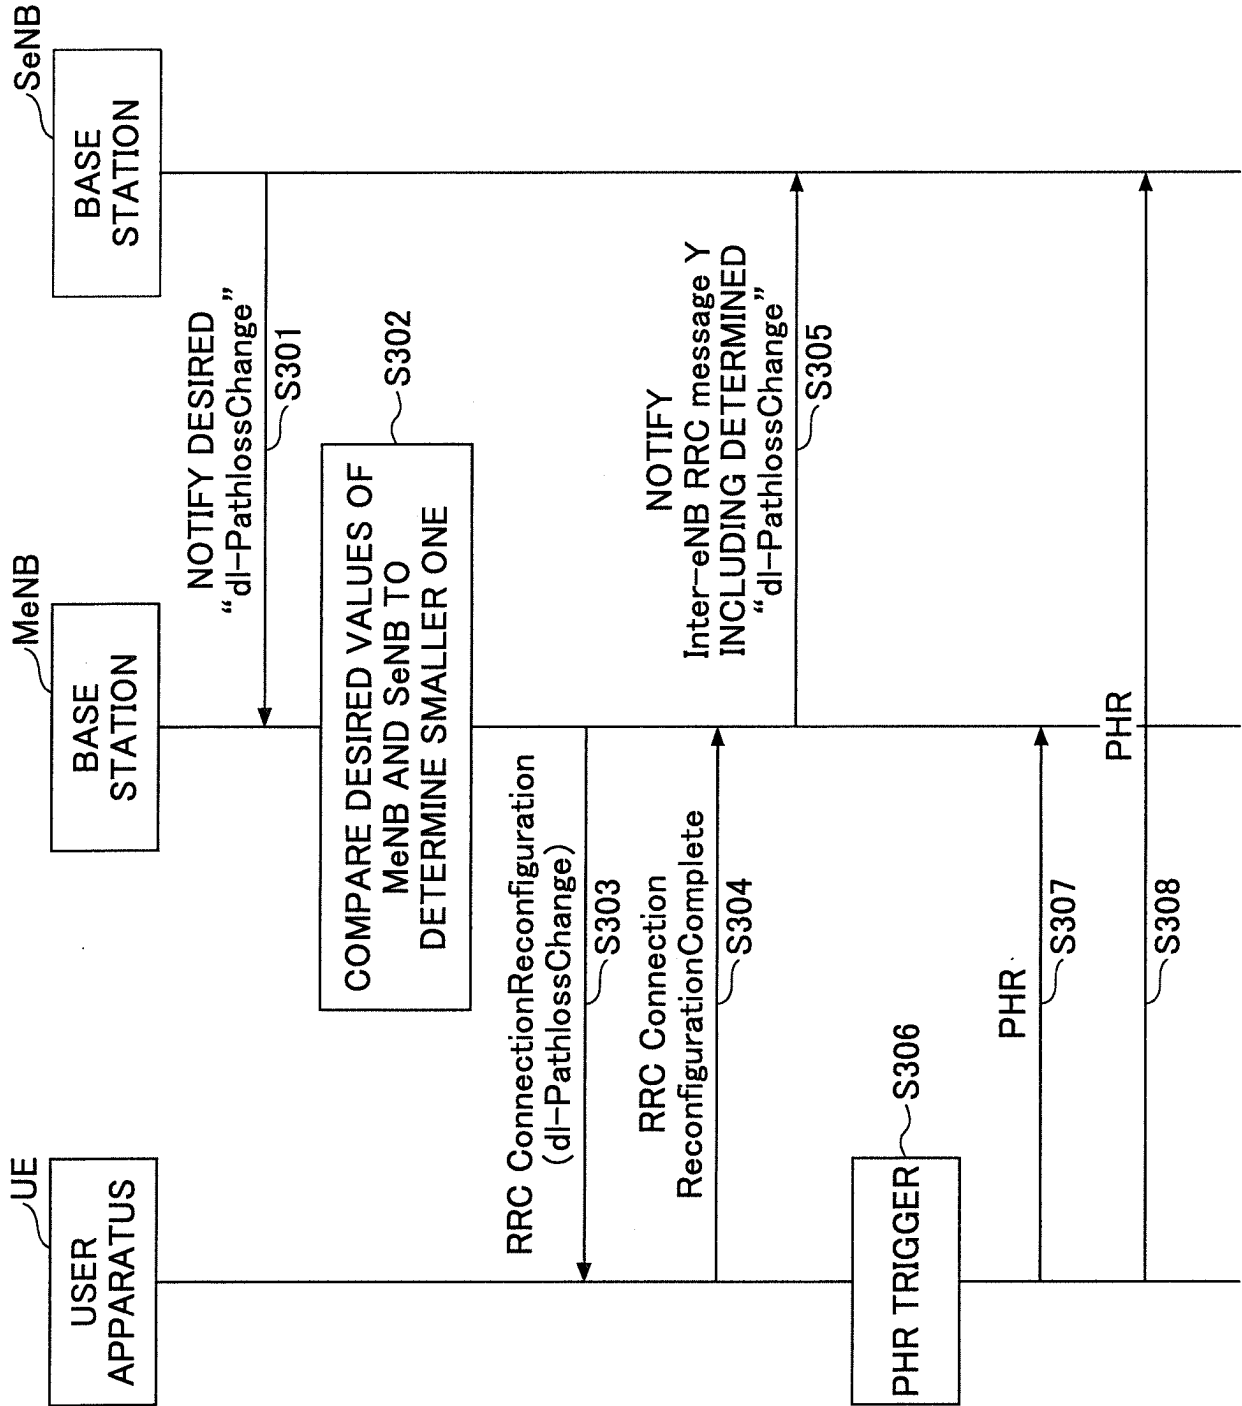 UE
USER
APPARATUS
MeNB
BASE
STATION
SeNB
BASE
STATION
NOTIFY DESIRED
“dl-PathlossChange”
S301
COMPARE DESIRED VALUES OF
MeNB AND SeNB TO
DETERMINE SMALLER ONE
S302
RRC ConnectionReconfiguration
(dl-PathlossChange)
S303
RRC Connection
ReconfigurationComplete
S304
NOTIFY
Inter-eNB RRC message Y
INCLUDING DETERMINED
“dl-PathlossChange”
S305
PHR TRIGGER
S306
PHR
S307
PHR
S308